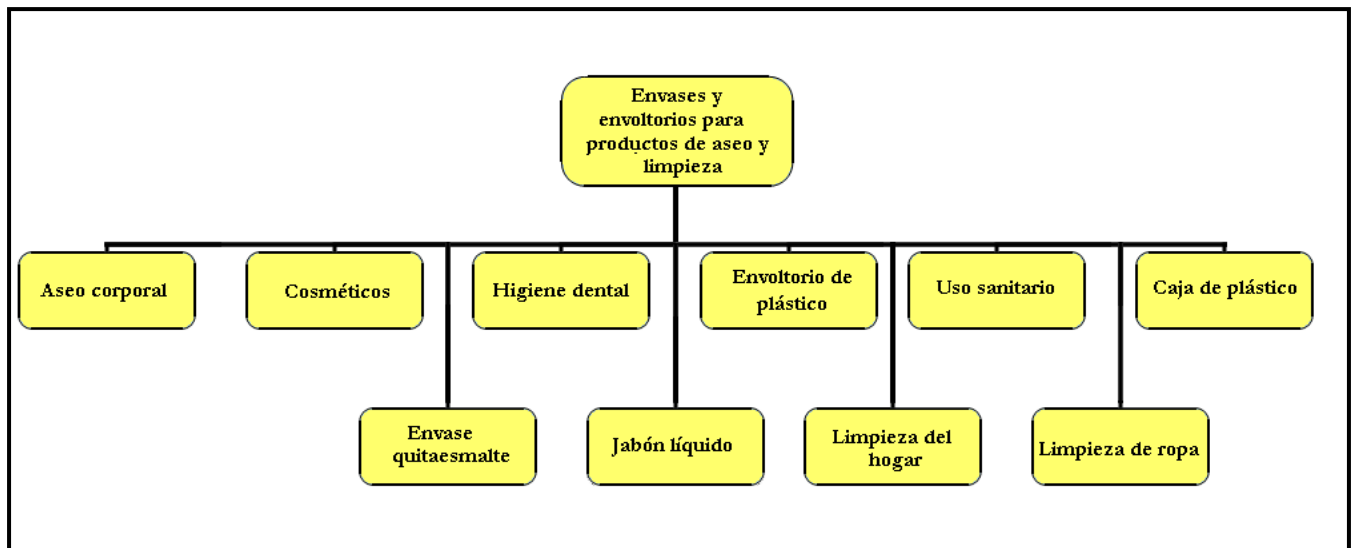 Envases y
envoltorios para
productos de aseo y
limpieza
Aseo corporal
Cosméticos
Higiene dental
Envoltorio de
plástico
Uso sanitario
Caja de plástico
Envase
quitaesmalte
Jabón líquido
Limpieza del
hogar
Limpieza de ropa